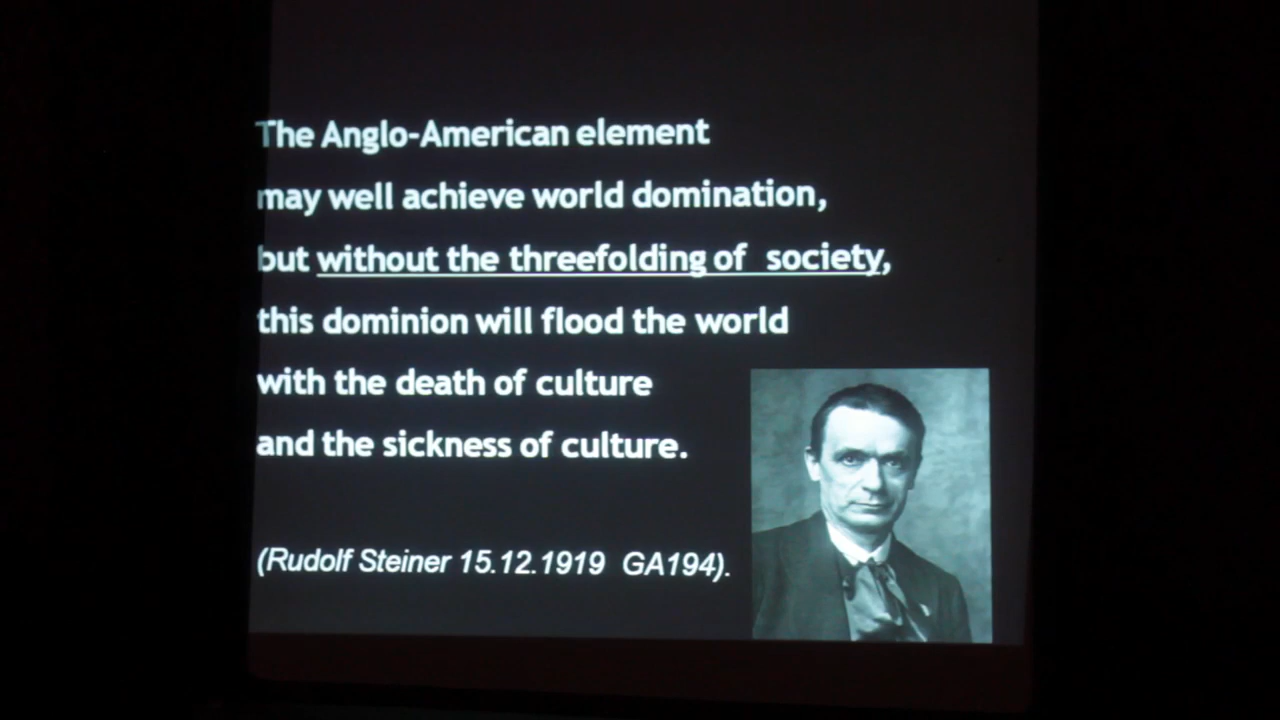 The Anglo-American element
may well achieve world domination,
but without the threefolding of society,
this dominion will flood the world
with the death of culture
and the sickness of culture.
(Rudolf Steiner 15.12.1919 GA194).